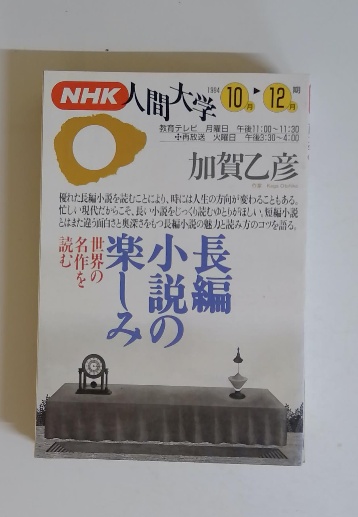 NHK 人間大学 1994 10月▶12月期
教育テレビ 月曜日 午後11:00〜11:30
✢再放送 火曜日 午後3:30〜4:00
加賀乙彦
作家 Kaga Otohiko
優れた長編小説を読むことにより、時には人生の方向が変わることもある。
忙しい現代だからこそ、長い小説をじっくり読むゆとりがほしい。短編小説
とはまた違う面白さと奥深さをもつ長編小説の魅力と読み方のコツを語る。
長編
小説の
楽しみ
世界の
名作を
読む